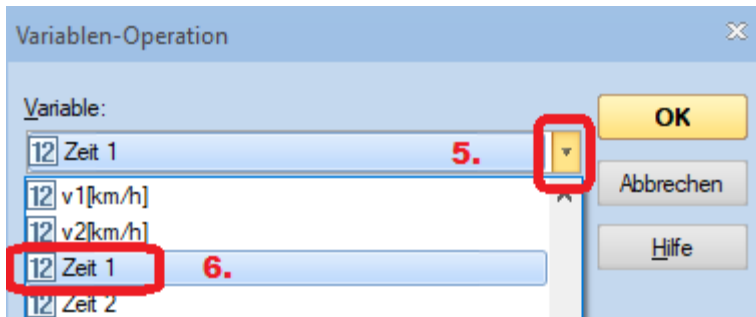 Variablen-Operation
Variable:
12 Zeit 1
5.
OK
12 v1[km/h]
Abbrechen
12 v2[km/h]
12 Zeit 1
6.
Hilfe
12 Zeit 2